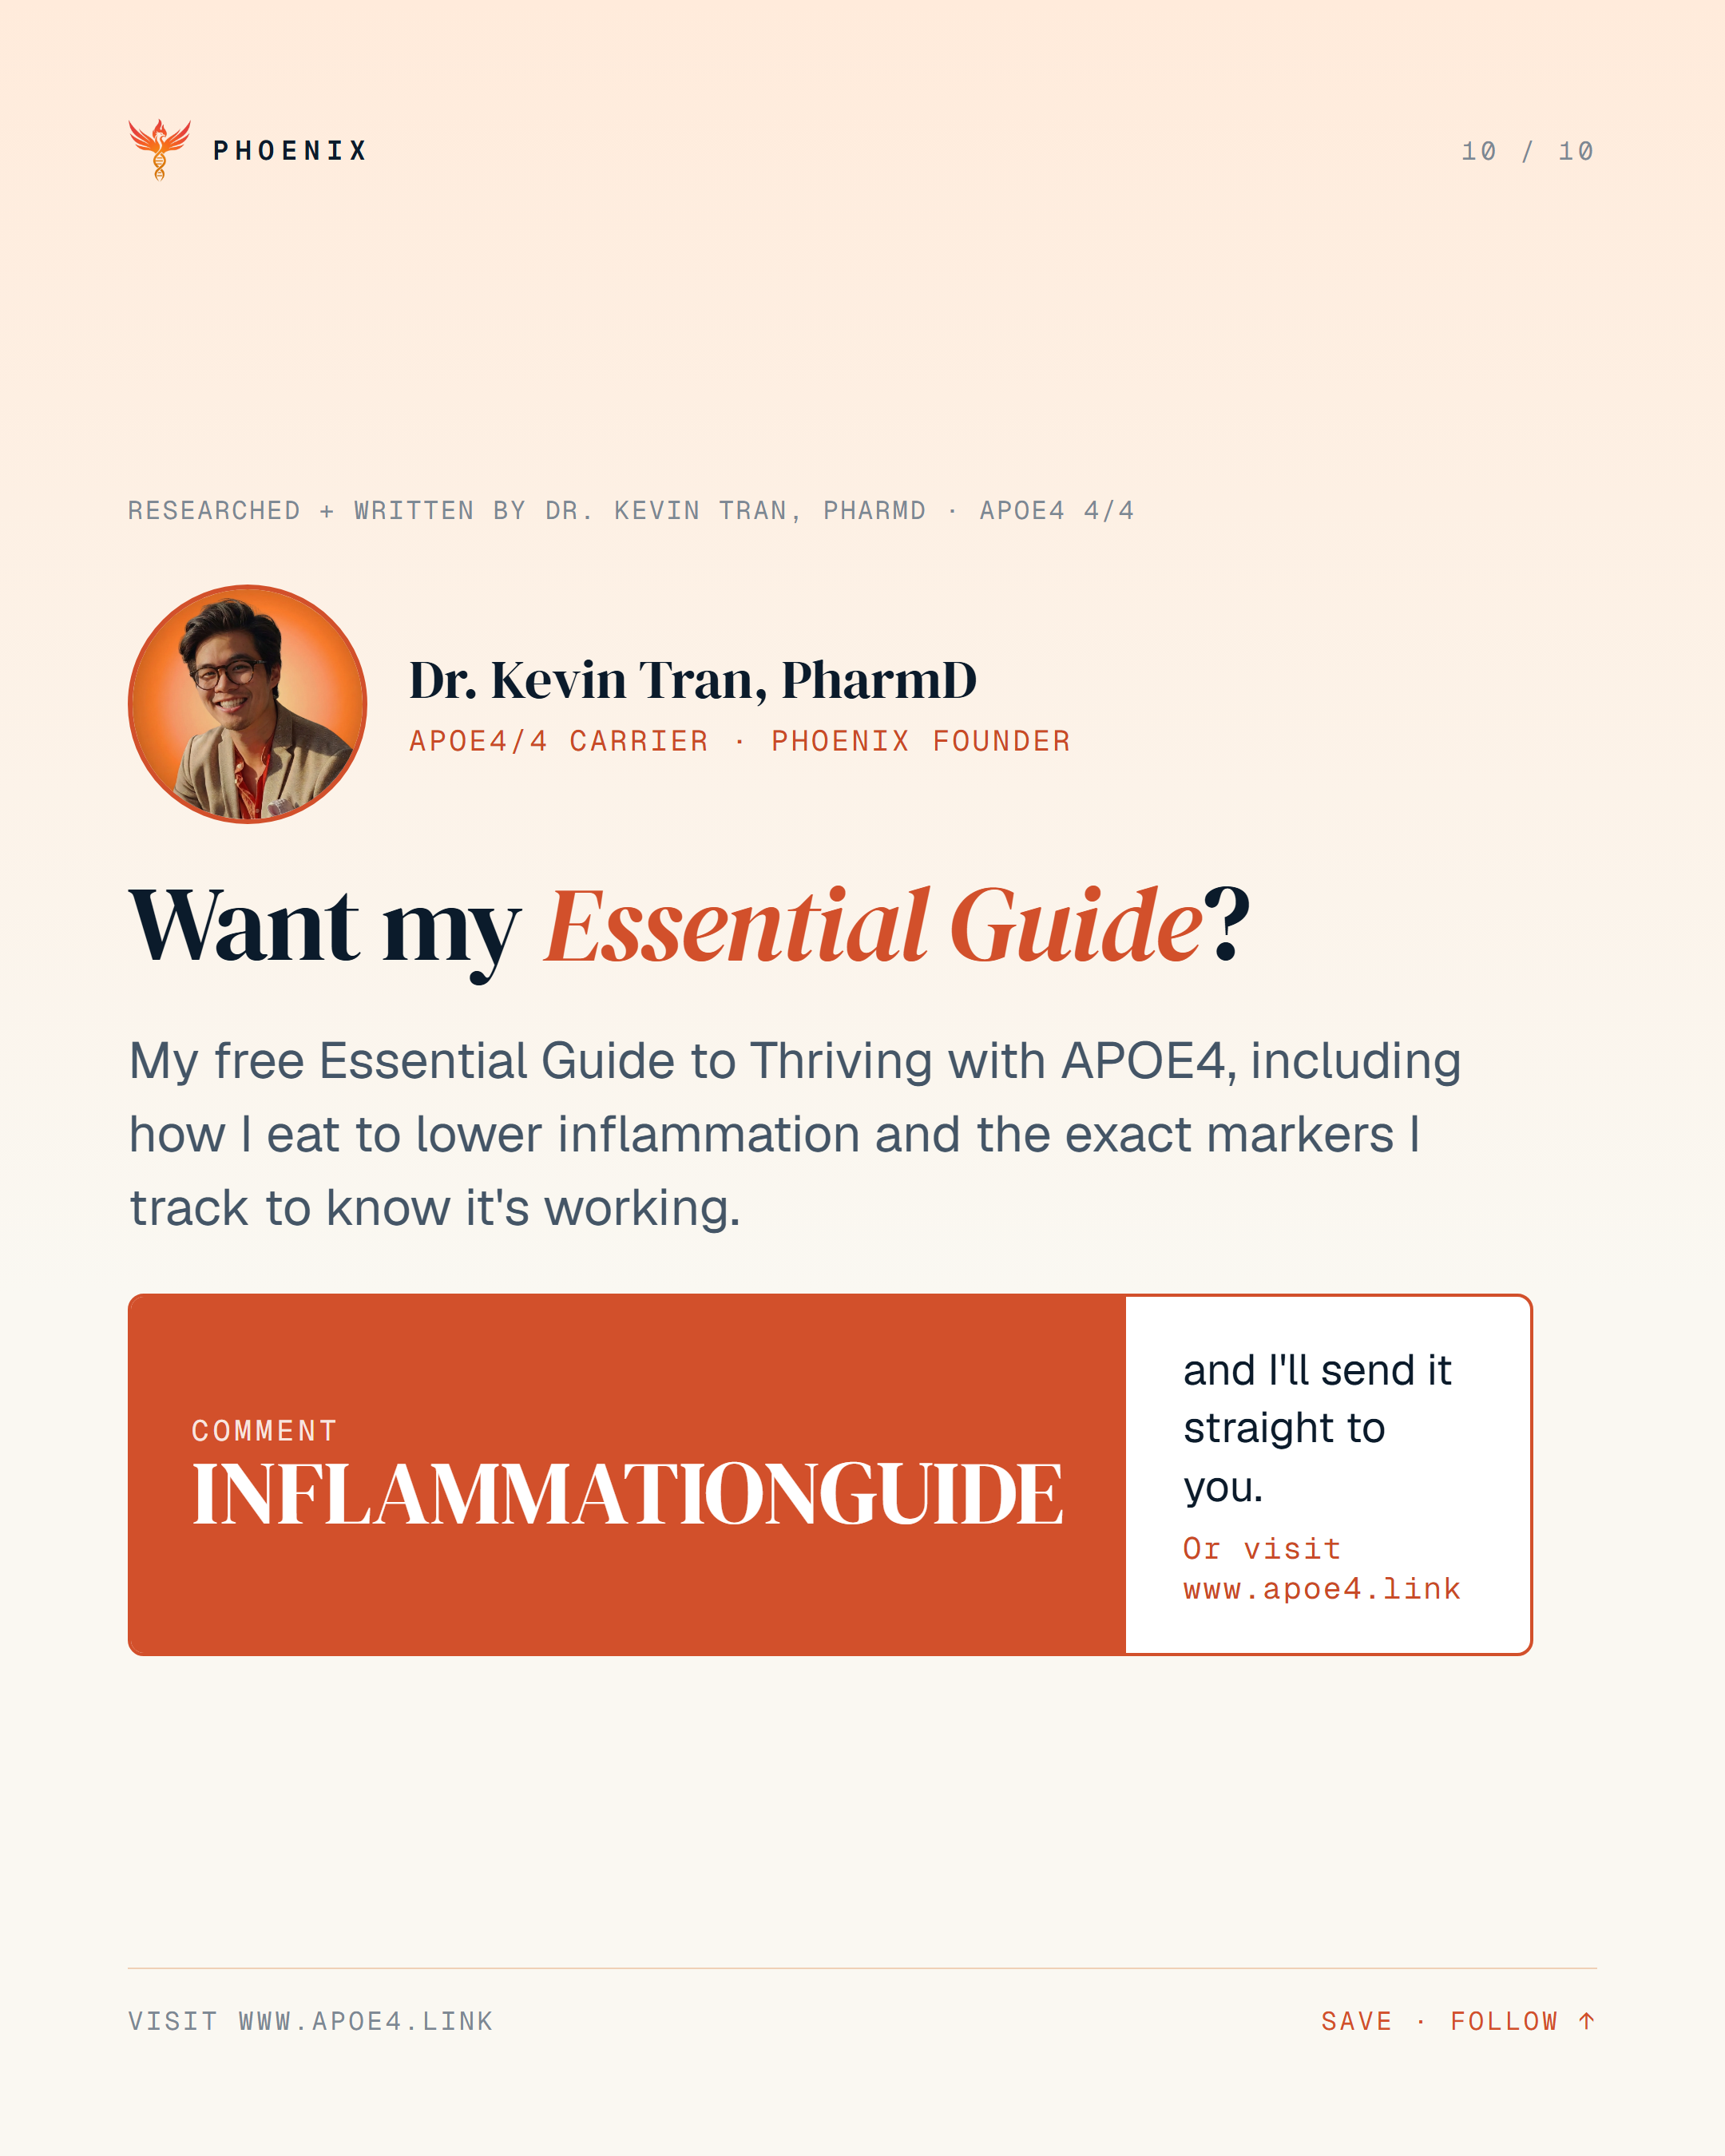 PHOENIX
10 / 10
RESEARCHED + WRITTEN BY DR. KEVIN TRAN, PHARMD · APOE4 4/4
Dr. Kevin Tran, PharmD
APOE4/4 CARRIER · PHOENIX FOUNDER
Want my Essential Guide?
My free Essential Guide to Thriving with APOE4, including
how I eat to lower inflammation and the exact markers I
track to know it's working.
COMMENT
INFLAMMATIONGUIDE
and I'll send it
straight to
you.
Or visit
www.apoe4.link
VISIT WWW.APOE4.LINK
SAVE · FOLLOW ↑